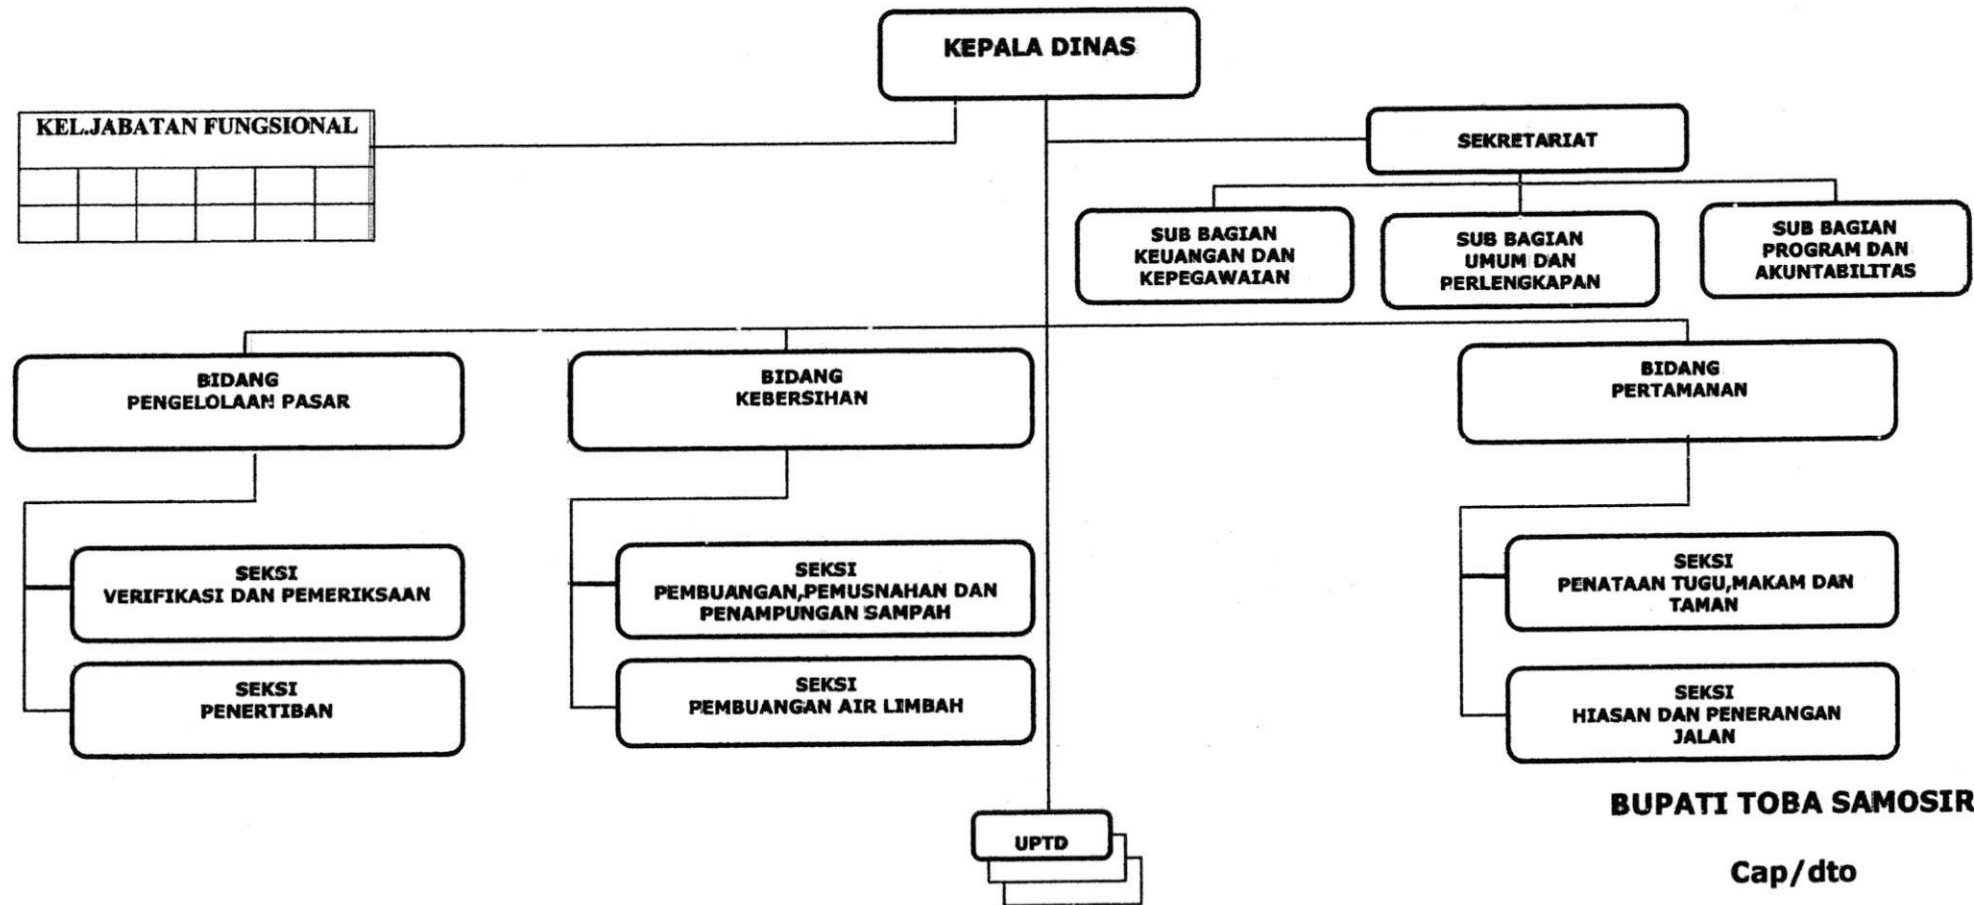 KEPALA DINAS
KEL.JABATAN FUNGSIONAL
SEKRETARIAT
SUB BAGIAN
KEUANGAN DAN
KEPEGAWAIAN
SUB BAGIAN
UMUM DAN
PERLENGKAPAN
SUB BAGIAN
PROGRAM DAN
AKUNTABILITAS
BIDANG
PENGELOLAAN PASAR
BIDANG
KEBERSIHAN
BIDANG
PERTAMANAN
SEKSI
VERIFIKASI DAN PEMERIKSAAN
SEKSI
PEMBUANGAN,PEMUSNAHAN DAN
PENAMPUNGAN SAMPAH
SEKSI
PENATAAN TUGU,MAKAM DAN
TAMAN
SEKSI
PENERTIBAN
SEKSI
PEMBUANGAN AIR LIMBAH
SEKSI
HIASAN DAN PENERANGAN
JALAN
UPTD
BUPATI TOBA SAMOSIR
Cap/dto